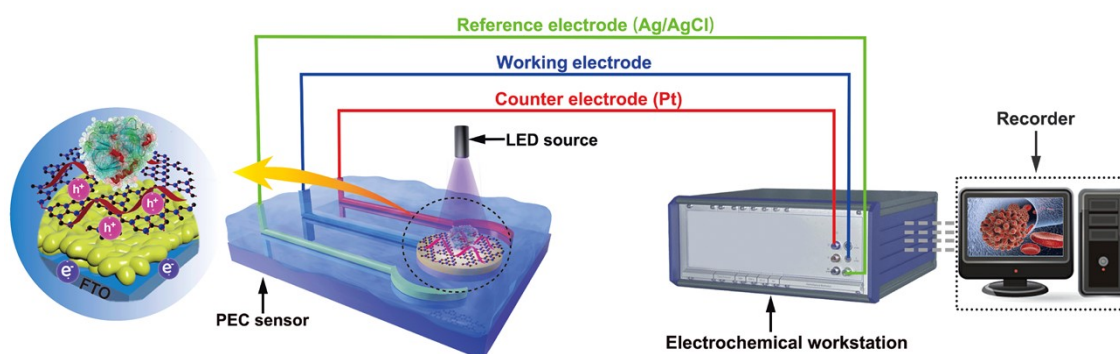 Reference electrode (Ag/AgCl)
Working electrode
Counter electrode (Pt)
LED source
Recorder
h⁺
h⁺
h⁺
e⁻
e⁻
FTO
PEC sensor
Electrochemical workstation